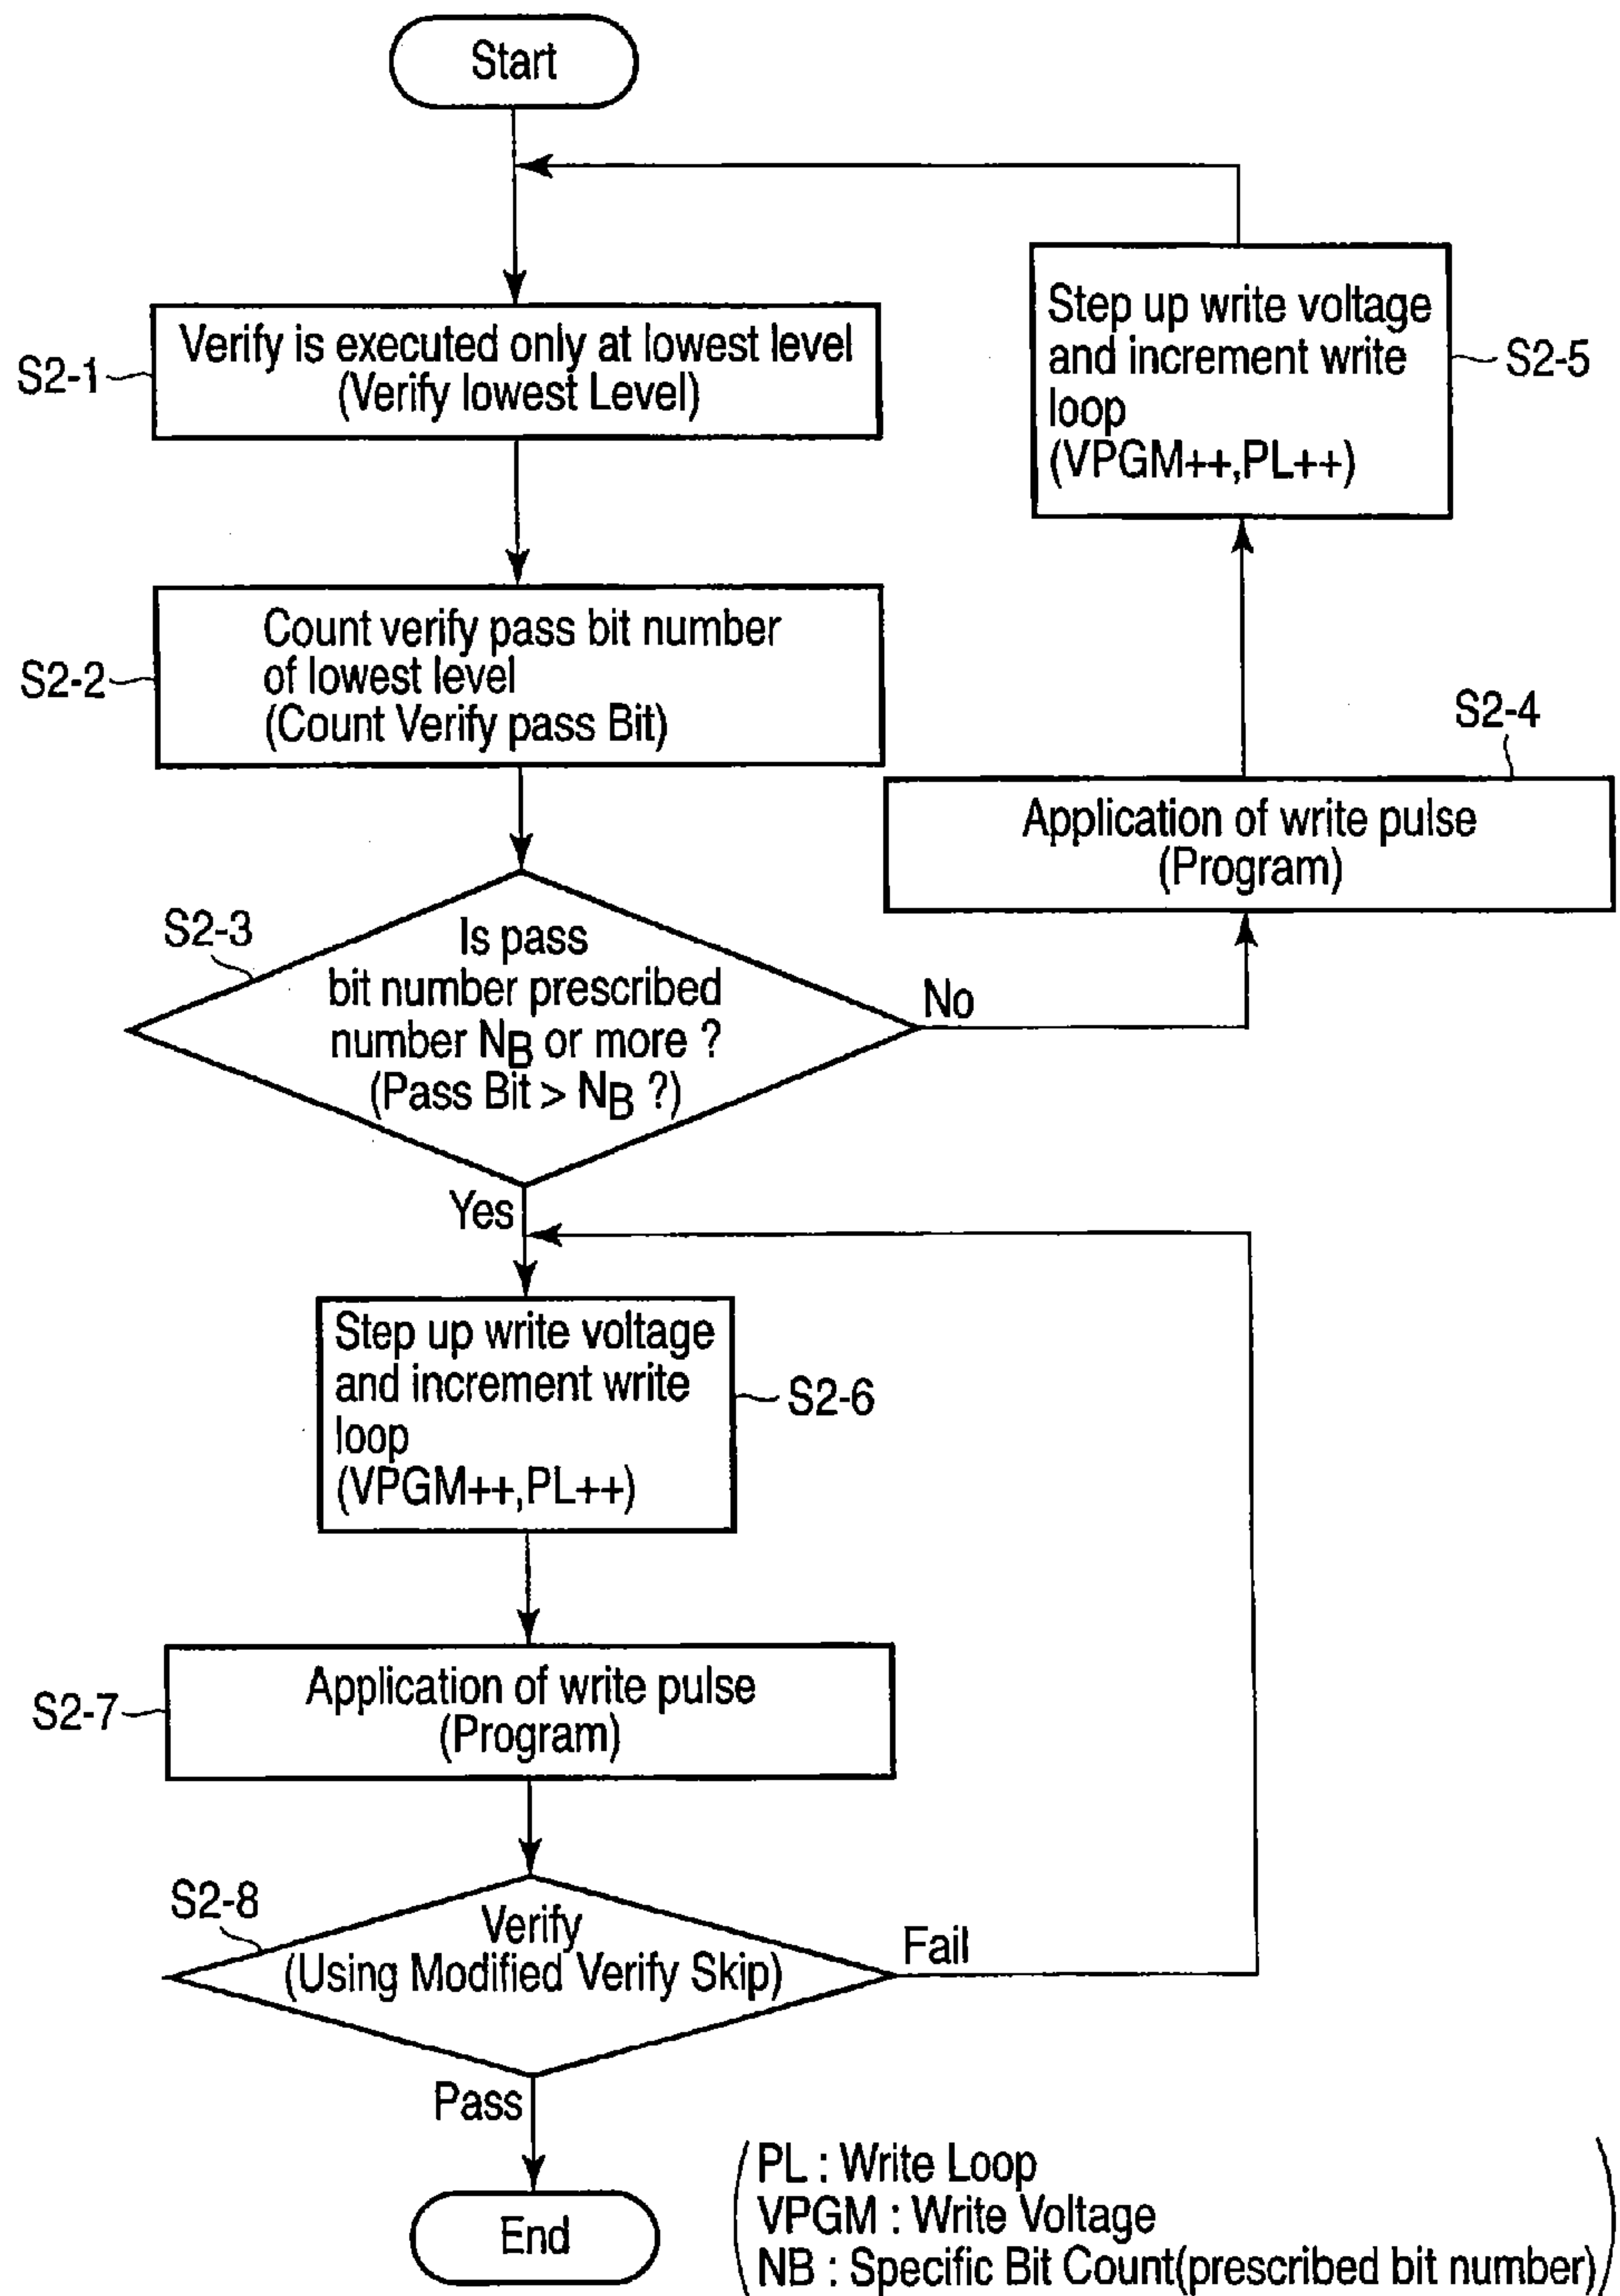 Start
S2-1
Verify is executed only at lowest level
(Verify lowest Level)
Step up write voltage
and increment write
loop
(VPGM++,PL++)
S2-5
S2-2
Count verify pass bit number
of lowest level
(Count Verify pass Bit)
S2-4
Application of write pulse
(Program)
S2-3
Is pass
bit number prescribed
number NB or more ?
(Pass Bit > NB ?)
No
Yes
Step up write voltage
and increment write
loop
(VPGM++,PL++)
S2-6
S2-7
Application of write pulse
(Program)
S2-8
Verify
(Using Modified Verify Skip)
Fail
Pass
End
(PL : Write Loop
VPGM : Write Voltage
NB : Specific Bit Count(prescribed bit number))